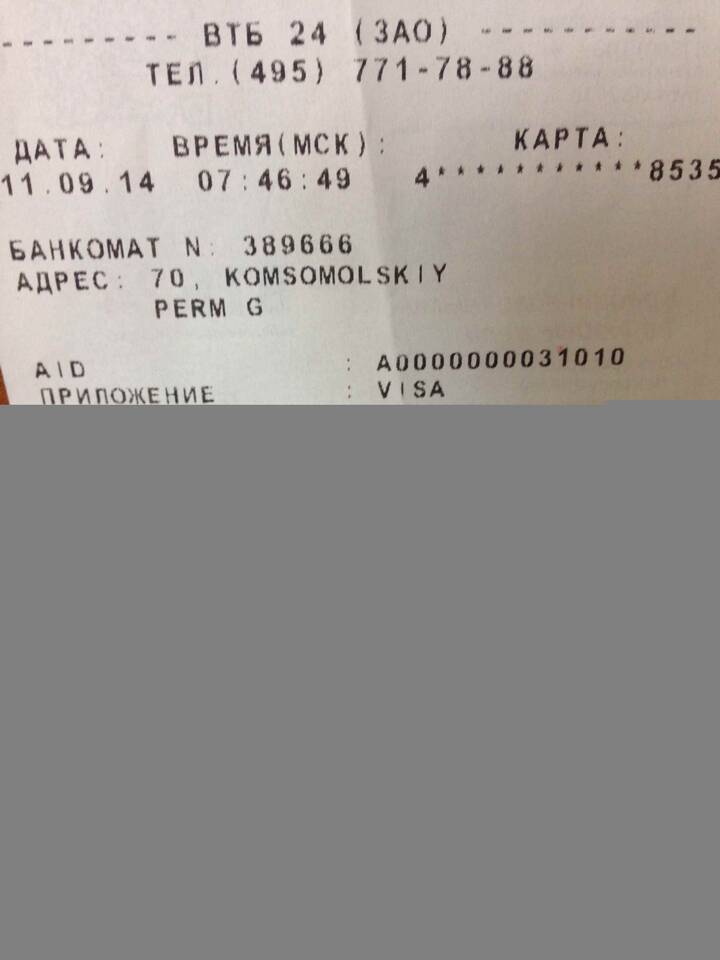 --------- ВТБ 24 (ЗАО) -----------
ТЕЛ.(495) 771-78-88
ДАТА: ВРЕМЯ(МСК): КАРТА:
11.09.14 07:46:49 4***********8535
БАНКОМАТ N: 389666
АДРЕС: 70, KOMSOMOLSKIY
PERM G
AID : A0000000031010
ПРИЛОЖЕНИЕ : VISA